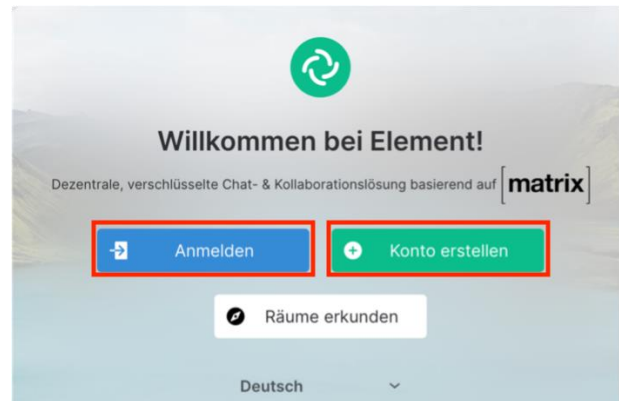 Willkommen bei Element!
Dezentrale, verschlüsselte Chat- & Kollaborationslösung basierend auf [matrix]
Anmelden
Konto erstellen
Räume erkunden
Deutsch